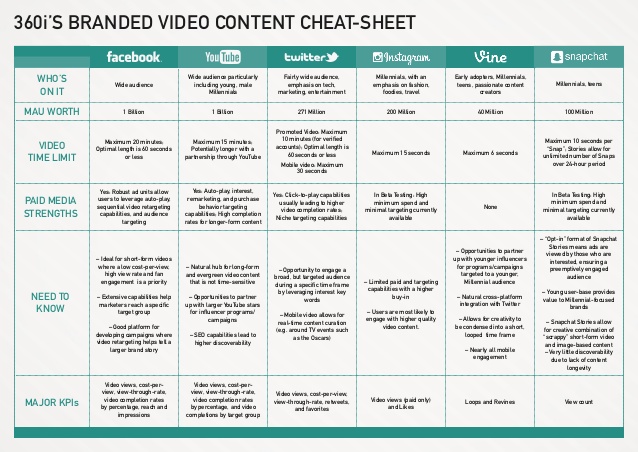 360i'S BRANDED VIDEO CONTENT CHEAT-SHEET
facebook
YouTube
twitter
Instagram
Vine
snapchat
WHO'S
ON IT
Wide audience
Wide audience particularly
including young, male
Millennials
Fairly wide audience,
emphasis on tech,
marketing, entertainment
Millennials, with an
emphasis on fashion,
foodies, travel
Early adopters, Millennials,
teens, passionate content
creators
Millennials, teens
MAU WORTH
1 Billion
1 Billion
271 Million
200 Million
40 Million
100 Million
VIDEO
TIME LIMIT
Maximum 20 minutes;
Optimal length is 60 seconds
or less
Maximum 15 minutes;
Potentially longer with a
partnership through YouTube
Promoted Video: Maximum
10 minutes (for verified
accounts); Optimal length is
60 seconds or less
Mobile video: Maximum
30 seconds
Maximum 15 seconds
Maximum 6 seconds
Maximum 10 seconds per
"Snap"; Stories allow for
unlimited number of Snaps
over 24-hour period
PAID MEDIA
STRENGTHS
Yes: Robust ad units allow
users to leverage auto-play,
sequential video retargeting
capabilities, and audience
targeting
Yes: Auto-play, interest,
remarketing, and purchase
behavior targeting
capabilities. High completion
rates for longer-form content
Yes: Click-to-play capabilities
usually leading to higher
video completion rates;
Niche targeting capabilities
In Beta Testing. High
minimum spend and
minimal targeting currently
available
None
In Beta Testing. High
minimum spend and
minimal targeting currently
available
NEED TO
KNOW
– Ideal for short-form videos
where a low cost-per-view,
high view rate and fan
engagement is a priority
– Extensive capabilities help
marketers reach a specific
target group
– Good platform for
developing campaigns where
video retargeting helps tell a
larger brand story
– Natural hub for long-form
and evergreen video content
that is not time-sensitive
– Opportunities to partner
up with larger YouTube stars
for influencer programs/
campaigns
– SEO capabilities lead to
higher discoverability
– Opportunity to engage a
broad, but targeted audience
during a specific time frame
by leveraging interest key
words
– Mobile video allows for
real-time content curation
(e.g. around TV events such
as the Oscars)
– Limited paid and targeting
capabilities with a higher
buy-in
– Users are most likely to
engage with higher quality
video content.
– Opportunities to partner
up with younger influencers
for programs/campaigns
targeted to a younger,
Millennial audience
– Natural cross-platform
integration with Twitter
– Allows for creativity to
be condensed into a short,
looped time frame
– Nearly all mobile
engagement
– "Opt-in" format of Snapchat
Stories means ads are
viewed by those who are
interested, ensuring a
preemptively engaged
audience
– Young user-base provides
value to Millennial-focused
brands
– Snapchat Stories allow
for creative combination of
"scrappy" short-form video
and image-based content
– Very little discoverability
due to lack of content
longevity
MAJOR KPIs
Video views, cost-per-
view, view-through-rate,
video completion rates
by percentage, reach and
impressions
Video views, cost-per-
view, view-through-rate,
video completion rates
by percentage, and video
completions by target group
Video views, cost-per-view,
view-through-rate, retweets,
and favorites
Video views (paid only)
and Likes
Loops and Revines
View count